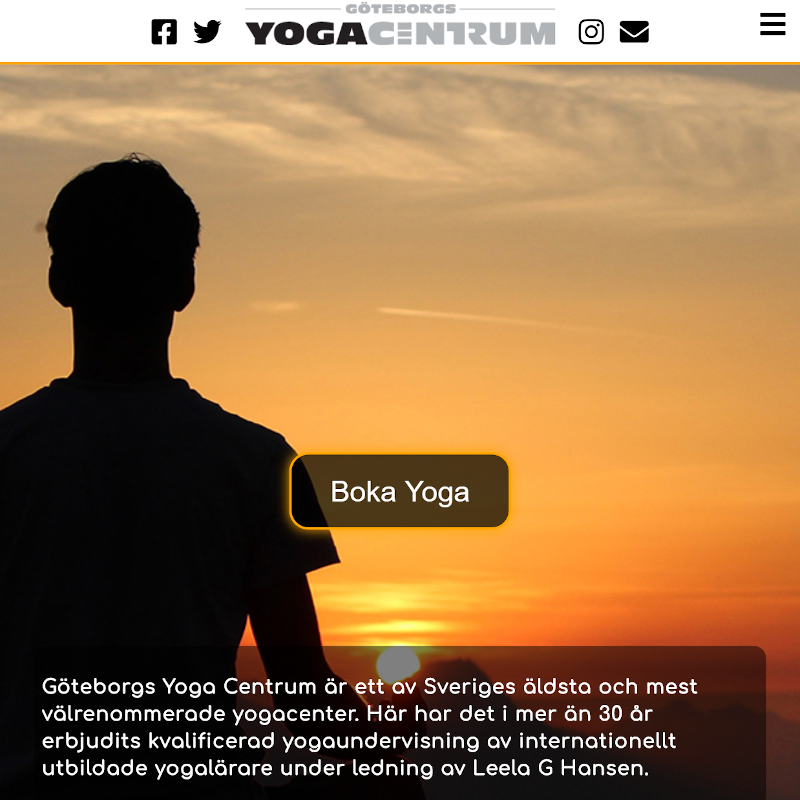 GÖTEBORGS
YOGACENTRUM
Boka Yoga
Göteborgs Yoga Centrum är ett av Sveriges äldsta och mest
välrenommerade yogacenter. Här har det i mer än 30 år
erbjudits kvalificerad yogaundervisning av internationellt
utbildade yogalärare under ledning av Leela G Hansen.